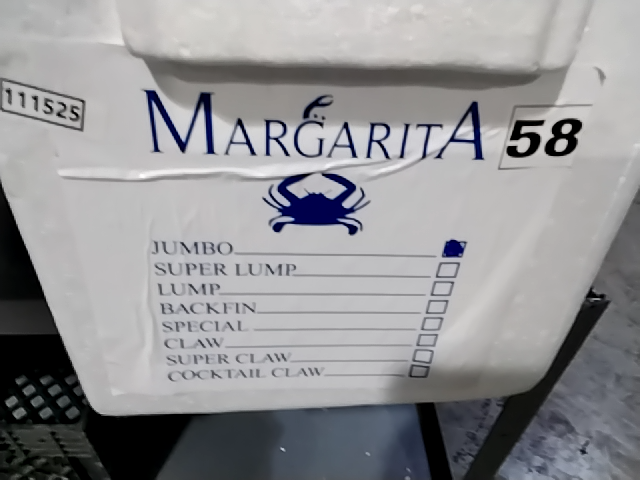 111525
MARGARITA 58
JUMBO
SUPER LUMP
LUMP
BACKFIN
SPECIAL
CLAW
SUPER CLAW
COCKTAIL CLAW